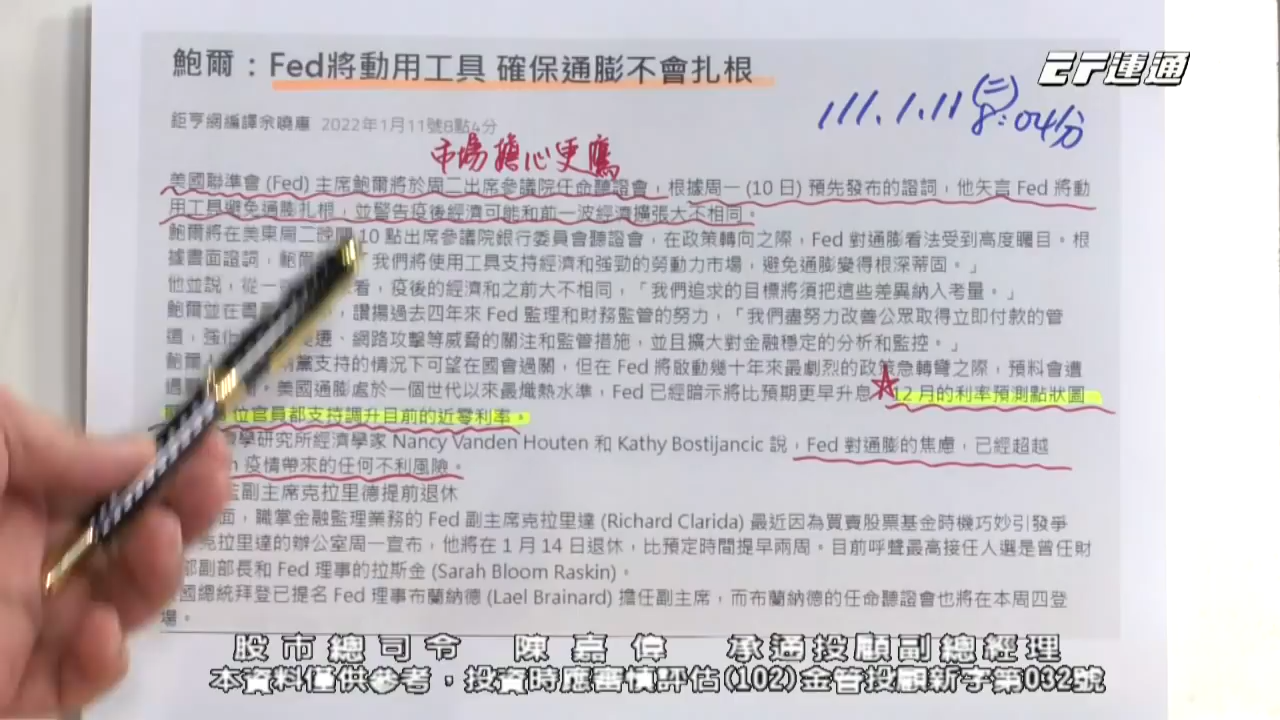 鮑爾：Fed將動用工具 確保通膨不會扎根
EF運通
111.1.11(二) 8:04分
鉅亨網編譯余曉惠 2022年1月11號8點4分
市場擔心更鷹
美國聯準會 (Fed) 主席鮑爾將於周二出席參議院任命聽證會，根據周一 (10 日) 預先發布的證詞，他矢言 Fed 將動
用工具避免通膨扎根，並警告疫後經濟可能和前一波經濟擴張大不相同。
鮑爾將在美東周二 10 點出席參議院銀行委員會聽證會，在政策轉向之際，Fed 對通膨看法受到高度矚目。根
據書面證詞，鮑 「我們將使用工具支持經濟和強勁的勞動力市場，避免通膨變得根深蒂固。」
他並說，從一 看，疫後的經濟和之前大不相同，「我們追求的目標將須把這些差異納入考量。」
鮑爾並在書 ，讚揚過去四年來 Fed 監理和財務監管的努力，「我們盡努力改善公眾取得立即付款的管
道，強化 遷、網路攻擊等威脅的關注和監管措施，並且擴大對金融穩定的分析和監控。」
鮑爾 黨支持的情況下可望在國會過關，但在 Fed 將啟動幾十年來最劇烈的政策急轉彎之際，預料會遭
遇 。美國通膨處於一個世代以來最熾熱水準，Fed 已經暗示將比預期更早升息 ☆12 月的利率預測點狀圖
位官員都支持調升目前的近零利率。
學研究所經濟學家 Nancy Vanden Houten 和 Kathy Bostjancic 說，Fed 對通膨的焦慮，已經超越
n 疫情帶來的任何不利風險。
副主席克拉里德提前退休
面，職掌金融監理業務的 Fed 副主席克拉里達 (Richard Clarida) 最近因為買賣股票基金時機巧妙引發爭
克拉里達的辦公室周一宣布，他將在 1 月 14 日退休，比預定時間提早兩周。目前呼聲最高接任人選是曾任財
部副部長和 Fed 理事的拉斯金 (Sarah Bloom Raskin)。
國總統拜登已提名 Fed 理事布蘭納德 (Lael Brainard) 擔任副主席，而布蘭納德的任命聽證會也將在本周四登
場。
股市總司令 陳嘉偉 承通投顧副總經理
本資料僅供參考，投資時應審慎評估(102)金管投顧新字第032號